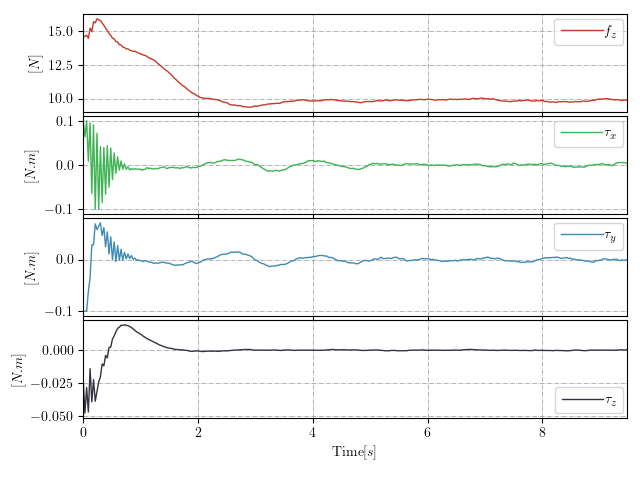 15.0
12.5
10.0
[N]
f_z
0.1
0.0
−0.1
[N.m]
τ_x
0.0
−0.1
[N.m]
τ_y
0.000
−0.025
−0.050
[N.m]
τ_z
0 2 4 6 8
Time[s]